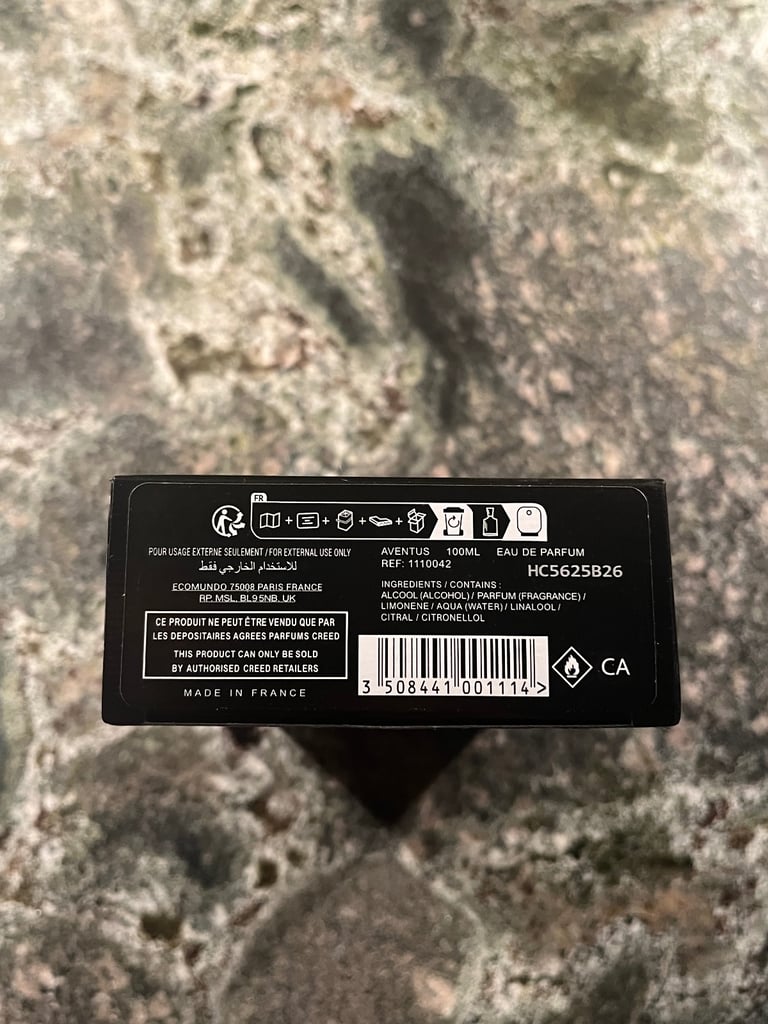 FR
POUR USAGE EXTERNE SEULEMENT / FOR EXTERNAL USE ONLY
للاستخدام الخارجي فقط
ECOMUNDO 75008 PARIS FRANCE
RP. MSL, BL9 5NB. UK
CE PRODUIT NE PEUT ÊTRE VENDU QUE PAR
LES DEPOSITAIRES AGREES PARFUMS CREED
THIS PRODUCT CAN ONLY BE SOLD
BY AUTHORISED CREED RETAILERS
MADE IN FRANCE
AVENTUS 100ML EAU DE PARFUM
REF: 1110042
HC5625B26
INGREDIENTS / CONTAINS :
ALCOOL (ALCOHOL) / PARFUM (FRAGRANCE) /
LIMONENE / AQUA (WATER) / LINALOOL /
CITRAL / CITRONELLOL
3 508441 001114 >
CA